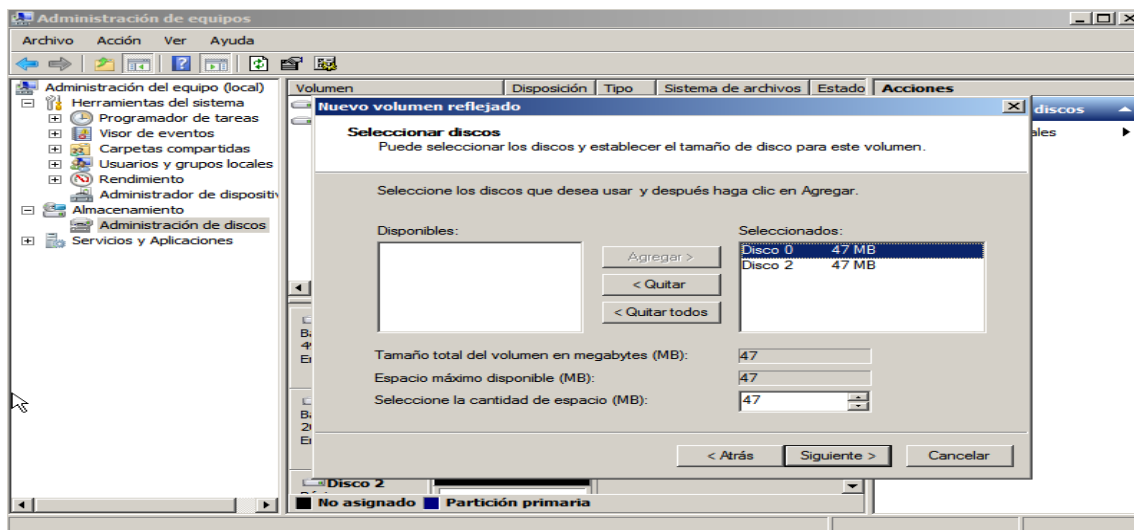 Administración de equipos
Archivo Acción Ver Ayuda
Administración del equipo (local)
Herramientas del sistema
Programador de tareas
Visor de eventos
Carpetas compartidas
Usuarios y grupos locales
Rendimiento
Administrador de dispositiv
Almacenamiento
Administración de discos
Servicios y Aplicaciones
Volumen Disposición Tipo Sistema de archivos Estado
Nuevo volumen reflejado
Seleccionar discos
Puede seleccionar los discos y establecer el tamaño de disco para este volumen.
Seleccione los discos que desea usar y después haga clic en Agregar.
Disponibles:
Agregar >
< Quitar
< Quitar todos
Seleccionados:
Disco 0 47 MB
Disco 2 47 MB
Tamaño total del volumen en megabytes (MB): 47
Espacio máximo disponible (MB): 47
Seleccione la cantidad de espacio (MB): 47
< Atrás Siguiente > Cancelar
Disco 2
No asignado Partición primaria
Acciones
discos
ales